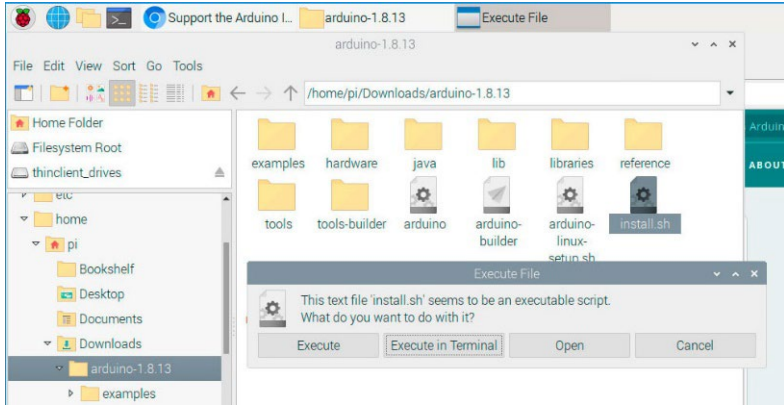 Support the Arduino I...
arduino-1.8.13
Execute File
arduino-1.8.13
File Edit View Sort Go Tools
/home/pi/Downloads/arduino-1.8.13
Home Folder
Filesystem Root
thinclient_drives
etc
home
pi
Bookshelf
Desktop
Documents
Downloads
arduino-1.8.13
examples
examples hardware java lib libraries reference
tools tools-builder arduino arduino-builder arduino-linux-setup.sh install.sh
Arduin
ABOUT
Execute File
This text file 'install.sh' seems to be an executable script.
What do you want to do with it?
Execute Execute in Terminal Open Cancel